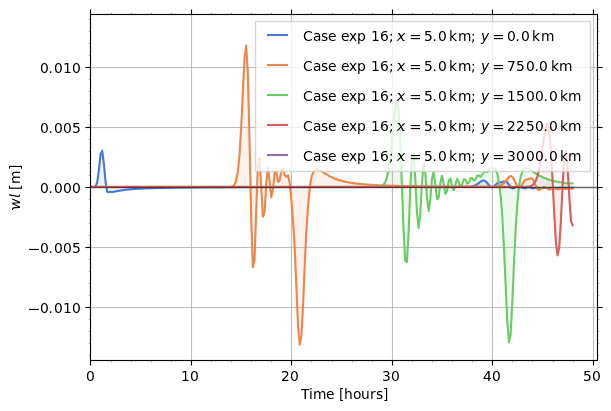 Case exp 16; x = 5.0 km; y = 0.0 km
Case exp 16; x = 5.0 km; y = 750.0 km
Case exp 16; x = 5.0 km; y = 1500.0 km
Case exp 16; x = 5.0 km; y = 2250.0 km
Case exp 16; x = 5.0 km; y = 3000.0 km
wl [m]
0.010
0.005
0.000
−0.005
−0.010
0 10 20 30 40 50
Time [hours]